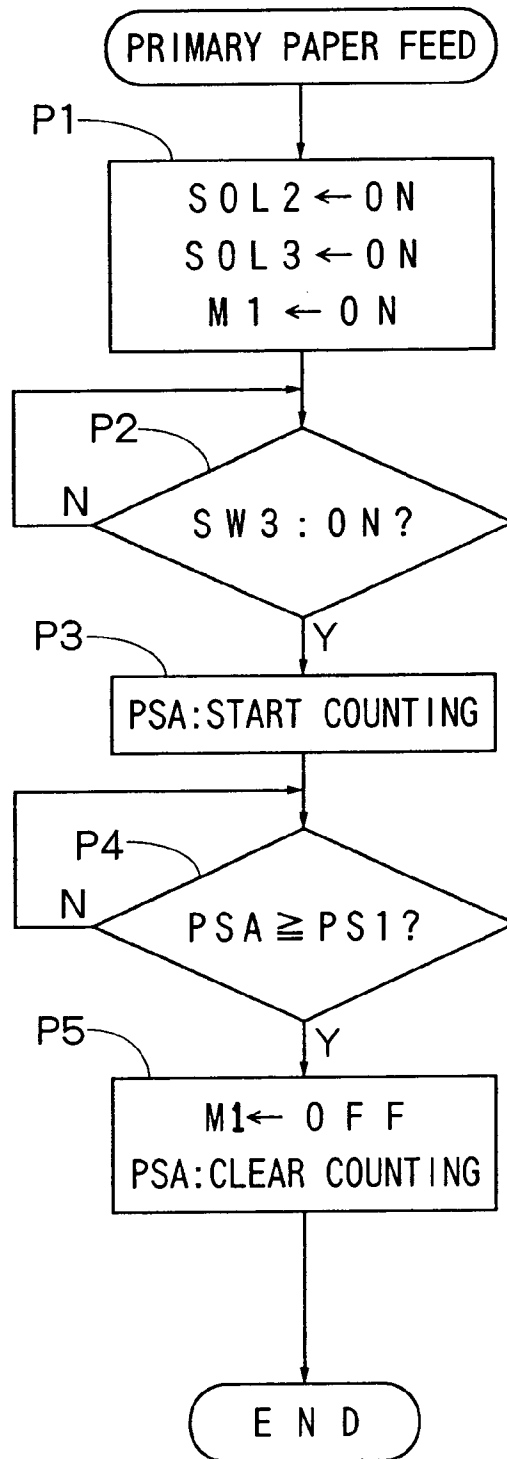 PRIMARY PAPER FEED
P1
SOL2←ON
SOL3←ON
M1←ON
P2
N
SW3:ON?
Y
P3
PSA:START COUNTING
P4
N
PSA≧PS1?
Y
P5
M1←OFF
PSA:CLEAR COUNTING
END